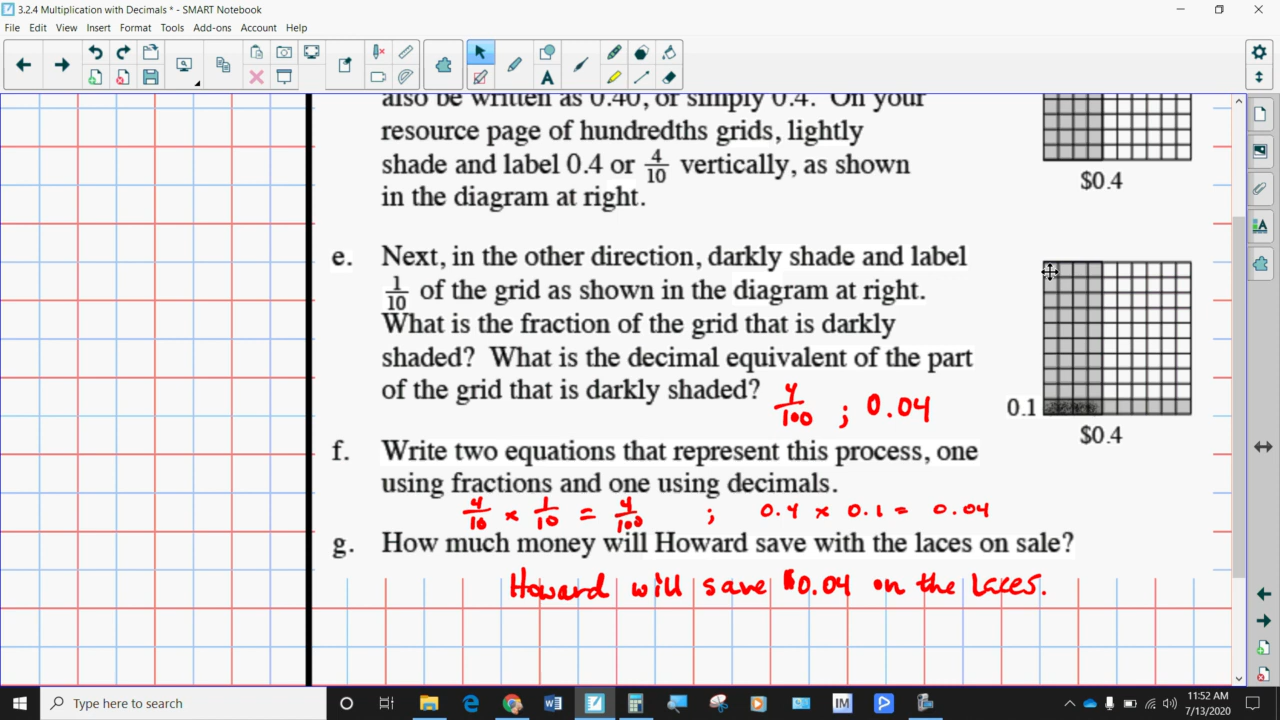 3.2.4 Multiplication with Decimals * - SMART Notebook
File Edit View Insert Format Tools Add-ons Account Help
also be written as 0.40, or simply 0.4. On your
resource page of hundredths grids, lightly
shade and label 0.4 or 4/10 vertically, as shown
in the diagram at right.
$0.4
e. Next, in the other direction, darkly shade and label
1/10 of the grid as shown in the diagram at right.
What is the fraction of the grid that is darkly
shaded? What is the decimal equivalent of the part
of the grid that is darkly shaded?
4/100 ; 0.04
0.1
$0.4
f. Write two equations that represent this process, one
using fractions and one using decimals.
4/10 × 1/10 = 4/100 ; 0.4 × 0.1 = 0.04
g. How much money will Howard save with the laces on sale?
Howard will save $0.04 on the laces.
Type here to search
IM
11:52 AM
7/13/2020